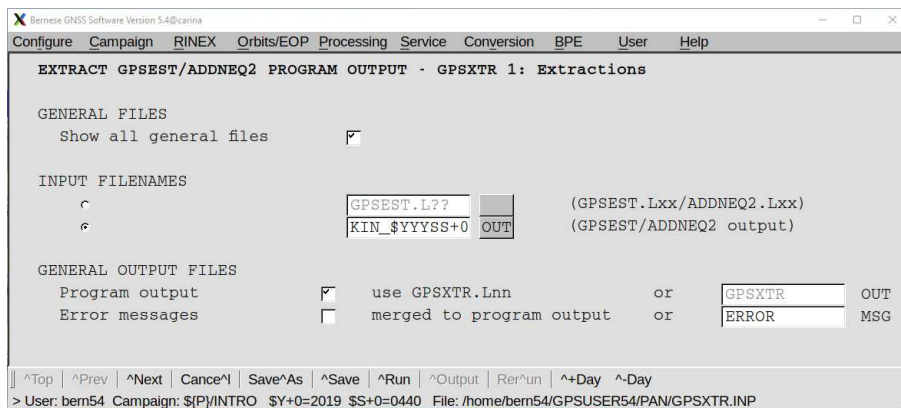 Bernese GNSS Software Version 5.4@carina
Configure Campaign RINEX Orbits/EOP Processing Service Conversion BPE User Help
EXTRACT GPSEST/ADDNEQ2 PROGRAM OUTPUT - GPSXTR 1: Extractions
GENERAL FILES
Show all general files
INPUT FILENAMES
GPSEST.L?? (GPSEST.Lxx/ADDNEQ2.Lxx)
KIN_$YYYSS+0 OUT (GPSEST/ADDNEQ2 output)
GENERAL OUTPUT FILES
Program output use GPSXTR.Lnn or GPSXTR OUT
Error messages merged to program output or ERROR MSG
^Top | ^Prev | ^Next | Cance^l | Save^As | ^Save | ^Run | ^Output | Rer^un | ^+Day ^-Day
> User: bern54 Campaign: ${P}/INTRO $Y+0=2019 $S+0=0440 File: /home/bern54/GPSUSER54/PAN/GPSXTR.INP